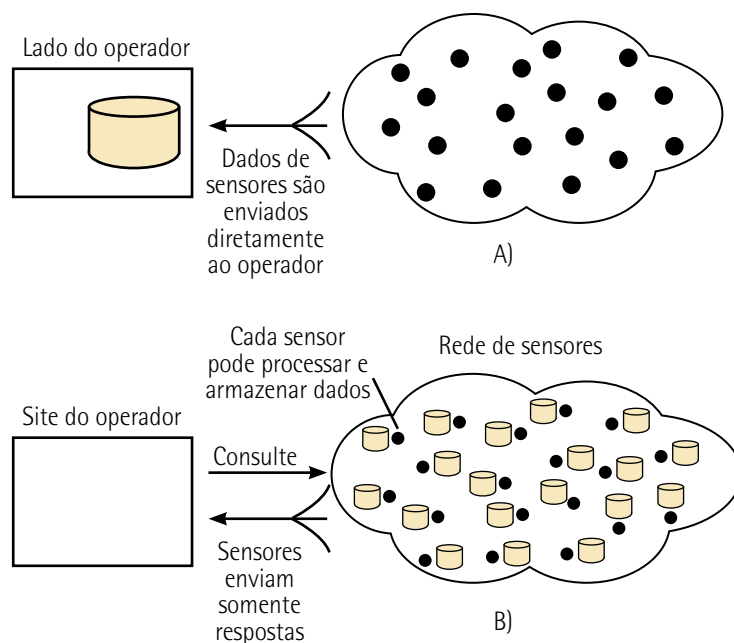 Lado do operador
Dados de
sensores são
enviados
diretamente
ao operador
A)
Cada sensor
pode processar e
armazenar dados
Rede de sensores
Site do operador
Consulte
Sensores
enviam
somente
respostas
B)